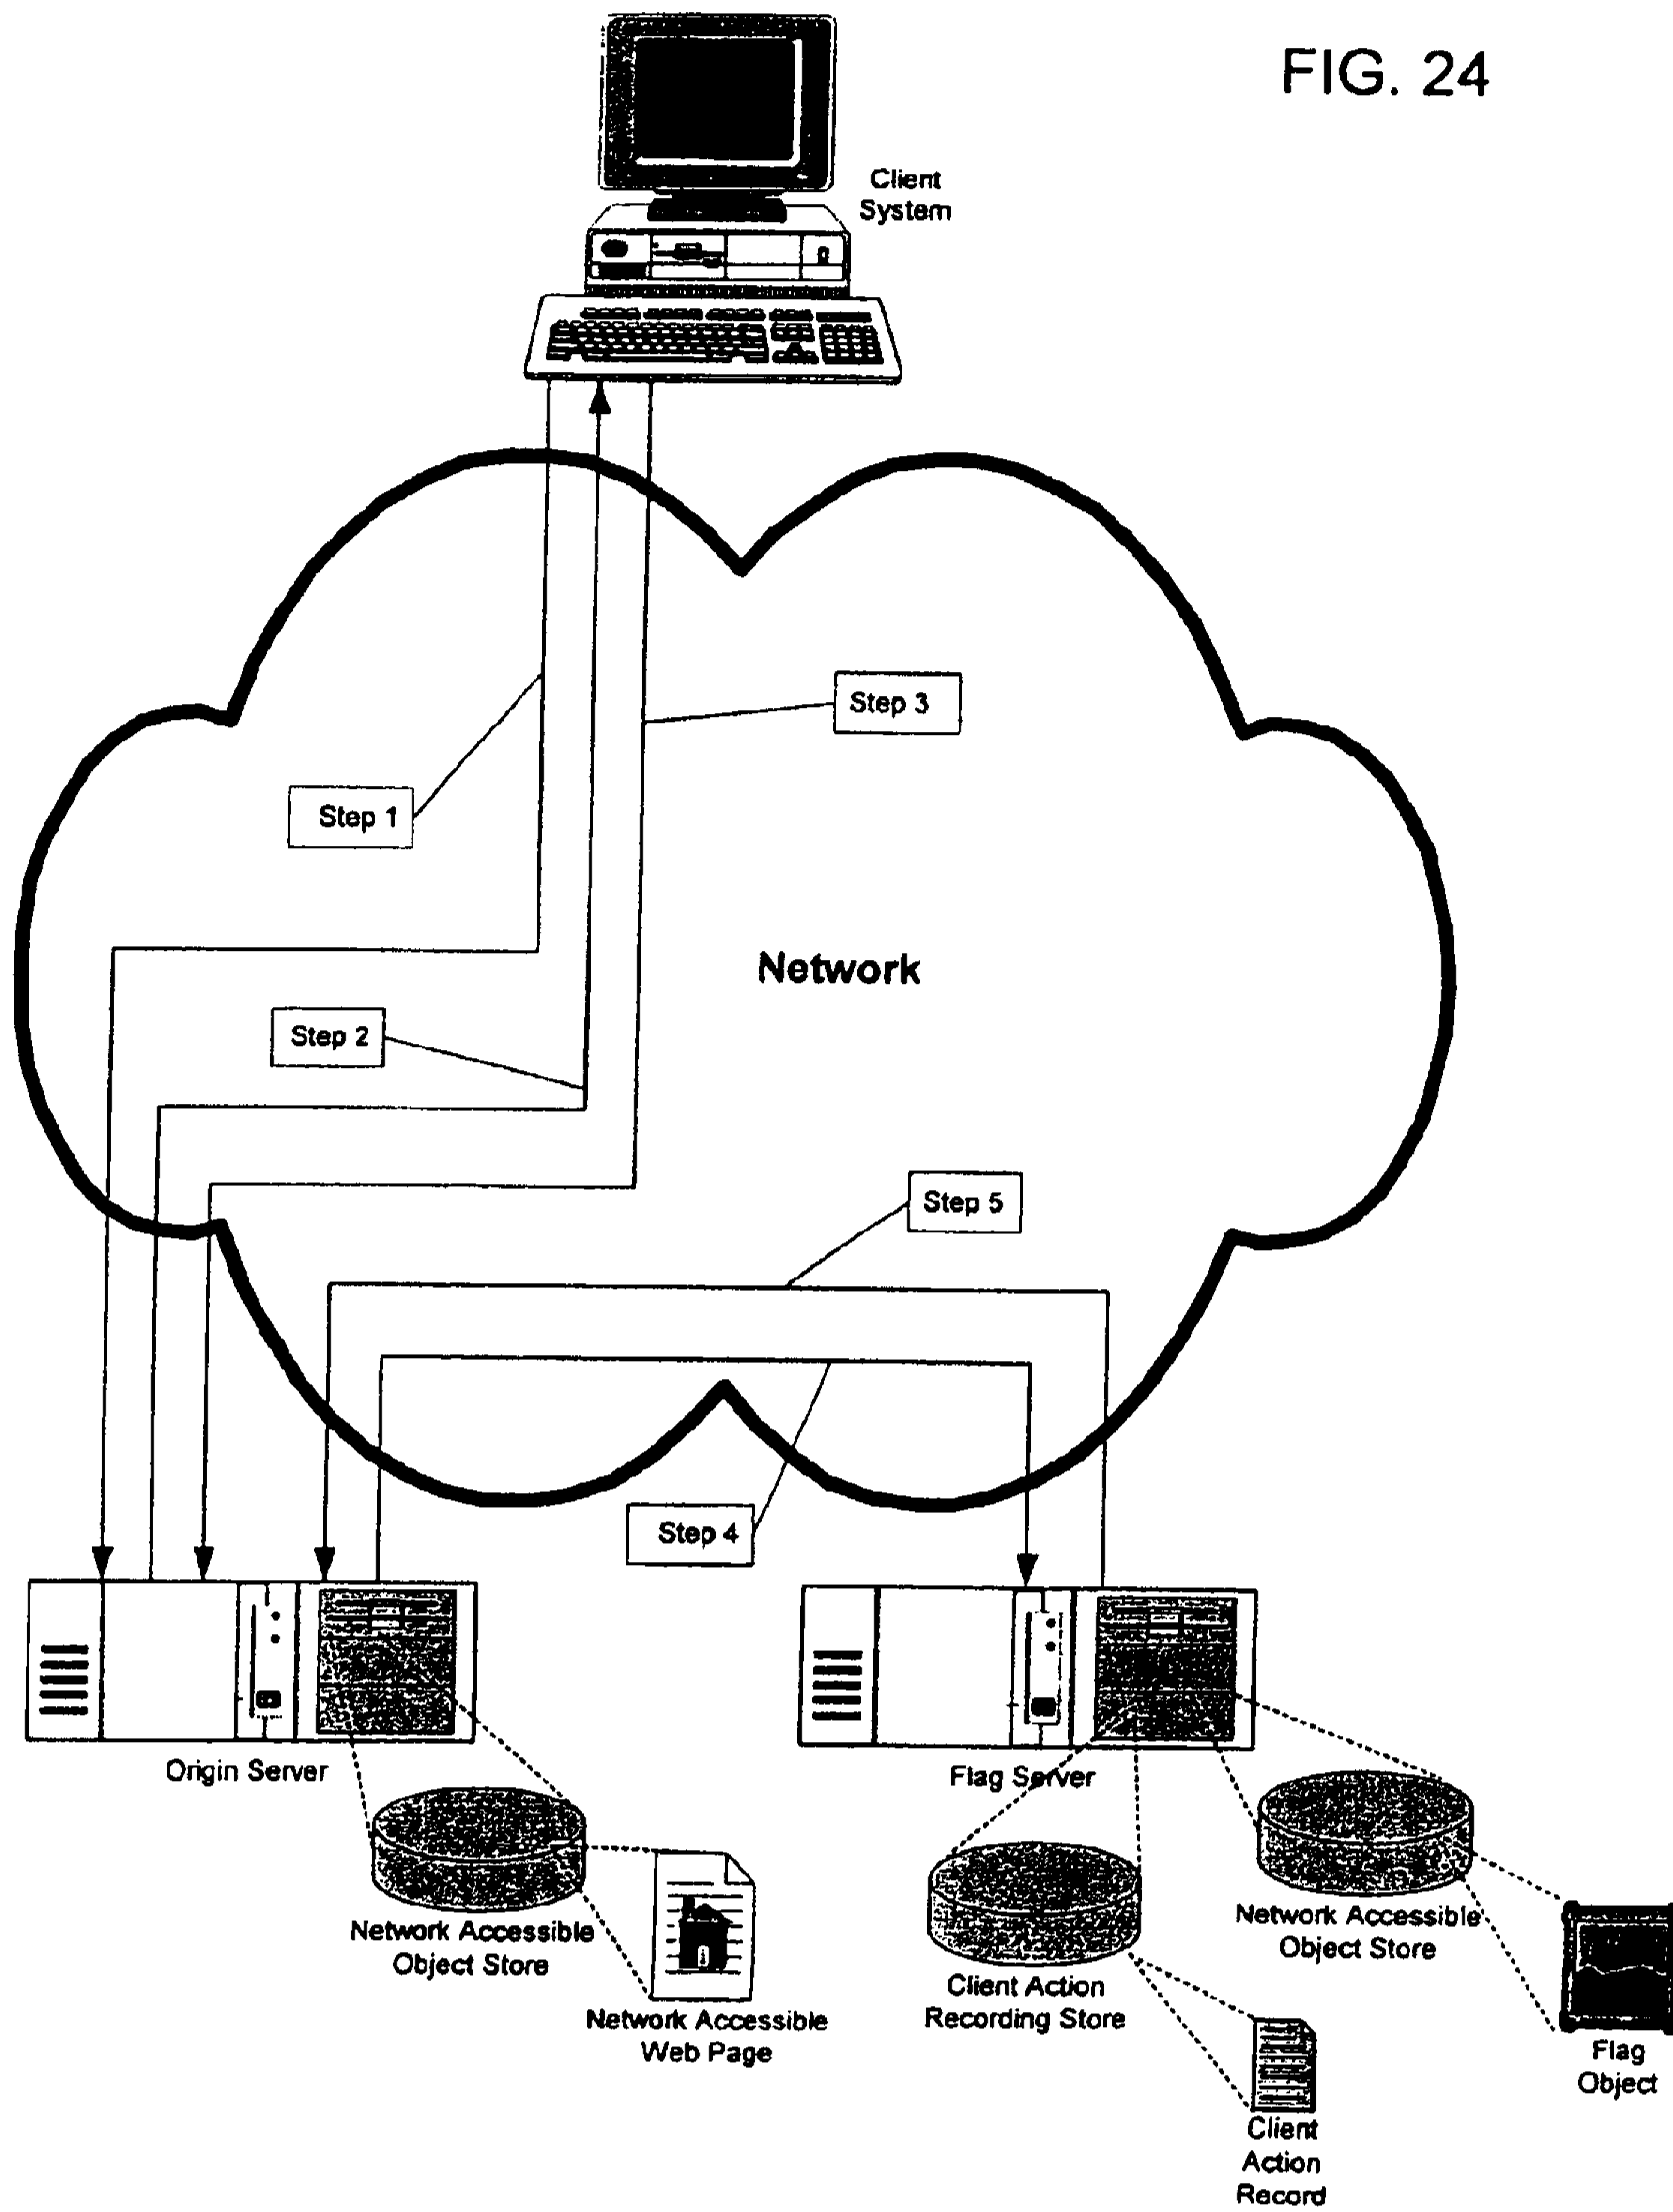 FIG. 24
Client
System
Step 3
Step 1
Network
Step 2
Step 5
Step 4
Origin Server
Flag Server
Network Accessible
Object Store
Network Accessible
Web Page
Client Action
Recording Store
Network Accessible
Object Store
Flag
Object
Client
Action
Record